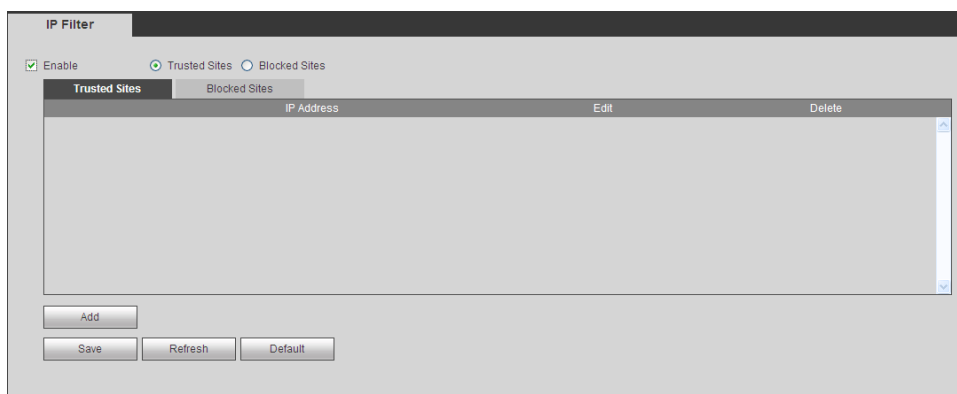 IP Filter
Enable Trusted Sites Blocked Sites
Trusted Sites Blocked Sites
IP Address Edit Delete
Add
Save Refresh Default